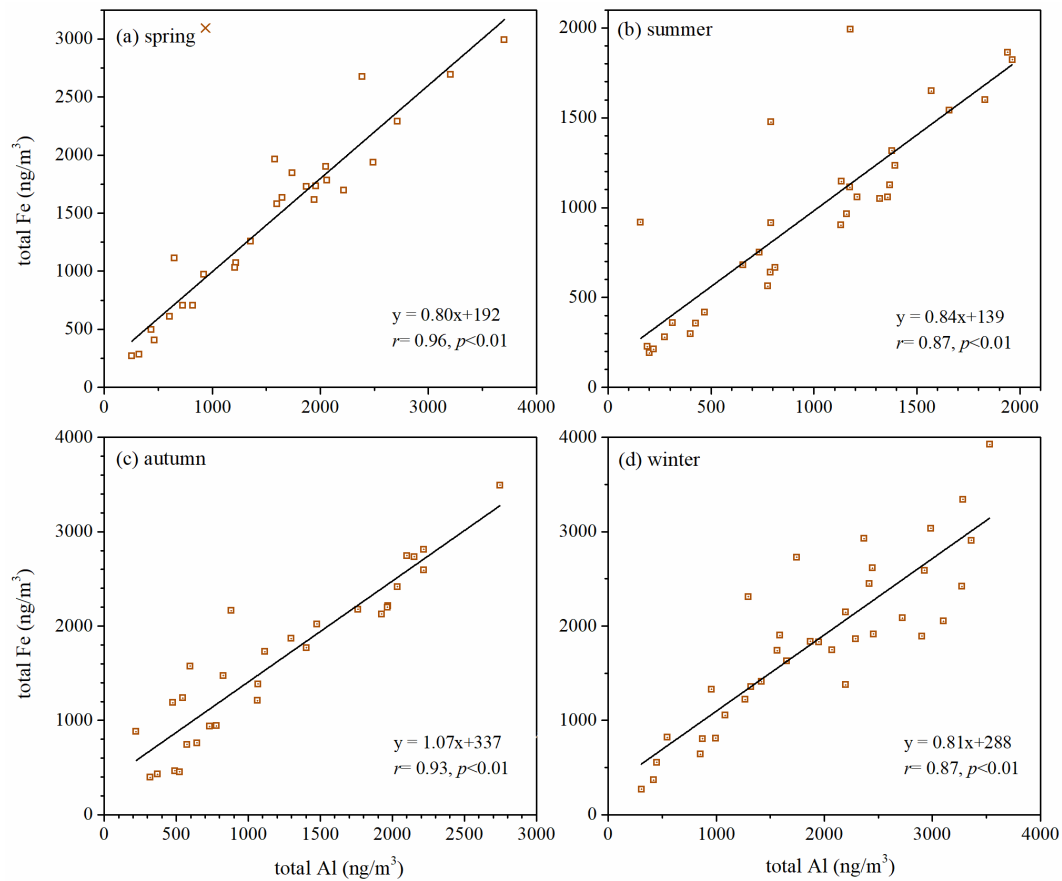 (a) spring
3000
2500
2000
1500
1000
500
0
0
1000
2000
3000
4000
total Fe (ng/m³)
y = 0.80x+192
r= 0.96, p<0.01
(b) summer
2000
1500
1000
500
0
0
500
1000
1500
2000
y = 0.84x+139
r= 0.87, p<0.01
(c) autumn
4000
3000
2000
1000
0
0
500
1000
1500
2000
2500
3000
total Fe (ng/m³)
total Al (ng/m³)
y = 1.07x+337
r= 0.93, p<0.01
(d) winter
4000
3000
2000
1000
0
0
1000
2000
3000
4000
total Al (ng/m³)
y = 0.81x+288
r= 0.87, p<0.01